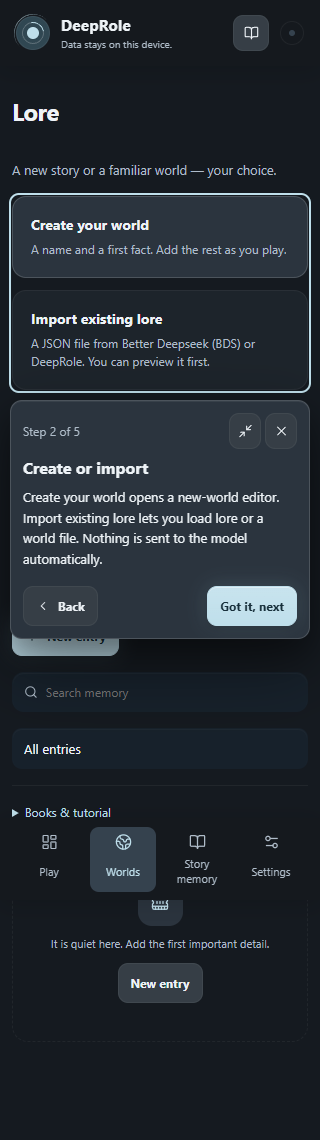 DeepRole
Data stays on this device.
Lore
A new story or a familiar world — your choice.
Create your world
A name and a first fact. Add the rest as you play.
Import existing lore
A JSON file from Better Deepseek (BDS) or
DeepRole. You can preview it first.
Step 2 of 5
Create or import
Create your world opens a new-world editor.
Import existing lore lets you load lore or a
world file. Nothing is sent to the model
automatically.
Back
Got it, next
New entry
Search memory
All entries
Books & tutorial
Play
Worlds
Story
memory
Settings
It is quiet here. Add the first important detail.
New entry